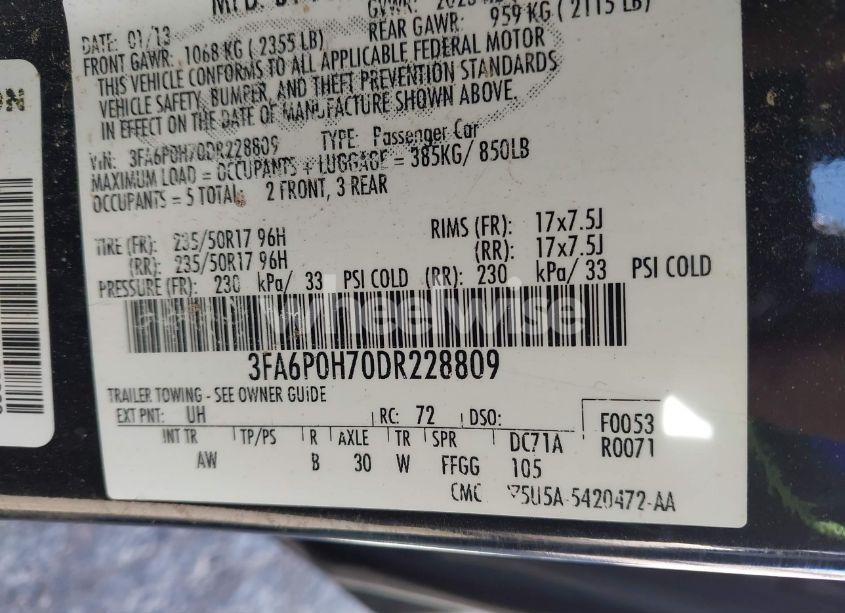 DATE: 01/13
REAR GAWR: 959 KG ( 2115 LB)
FRONT GAWR: 1068 KG ( 2355 LB)
THIS VEHICLE CONFORMS TO ALL APPLICABLE FEDERAL MOTOR
VEHICLE SAFETY, BUMPER, AND THEFT PREVENTION STANDARDS
IN EFFECT ON THE DATE OF MANUFACTURE SHOWN ABOVE.
VIN: 3FA6P0H70DR228809 TYPE: Passenger Car
MAXIMUM LOAD = OCCUPANTS + LUGGAGE = 385KG/ 850LB
OCCUPANTS = 5 TOTAL: 2 FRONT, 3 REAR
TIRE (FR): 235/50R17 96H RIMS (FR): 17x7.5J
(RR): 235/50R17 96H (RR): 17x7.5J
PRESSURE (FR): 230 kPa/ 33 PSI COLD (RR): 230 kPa/ 33 PSI COLD
wheelwise
3FA6P0H70DR228809
TRAILER TOWING - SEE OWNER GUIDE
EXT PNT: UH RC: 72 DSO: F0053
INT TR TP/PS R AXLE TR SPR DC71A R0071
AW B 30 W FFGG 105
CMC 5U5A-5420472-AA